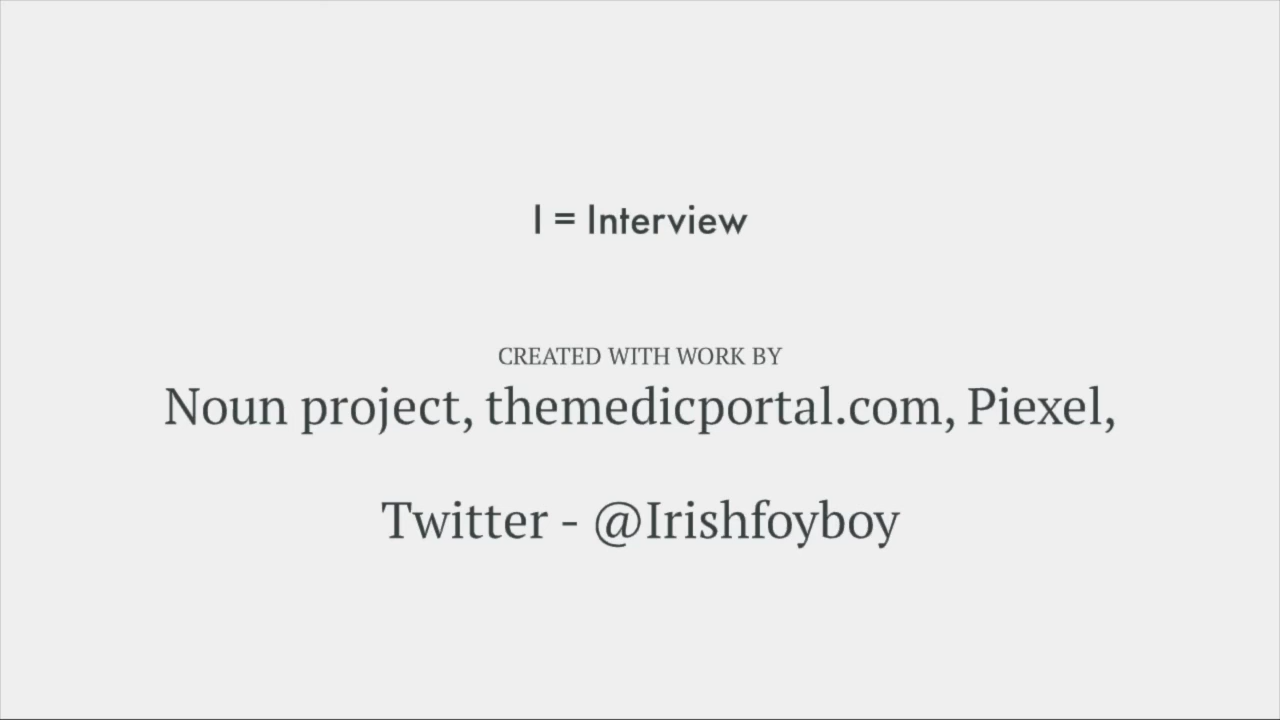 I = Interview
CREATED WITH WORK BY
Noun project, themedicportal.com, Piexel,
Twitter - @Irishfoyboy